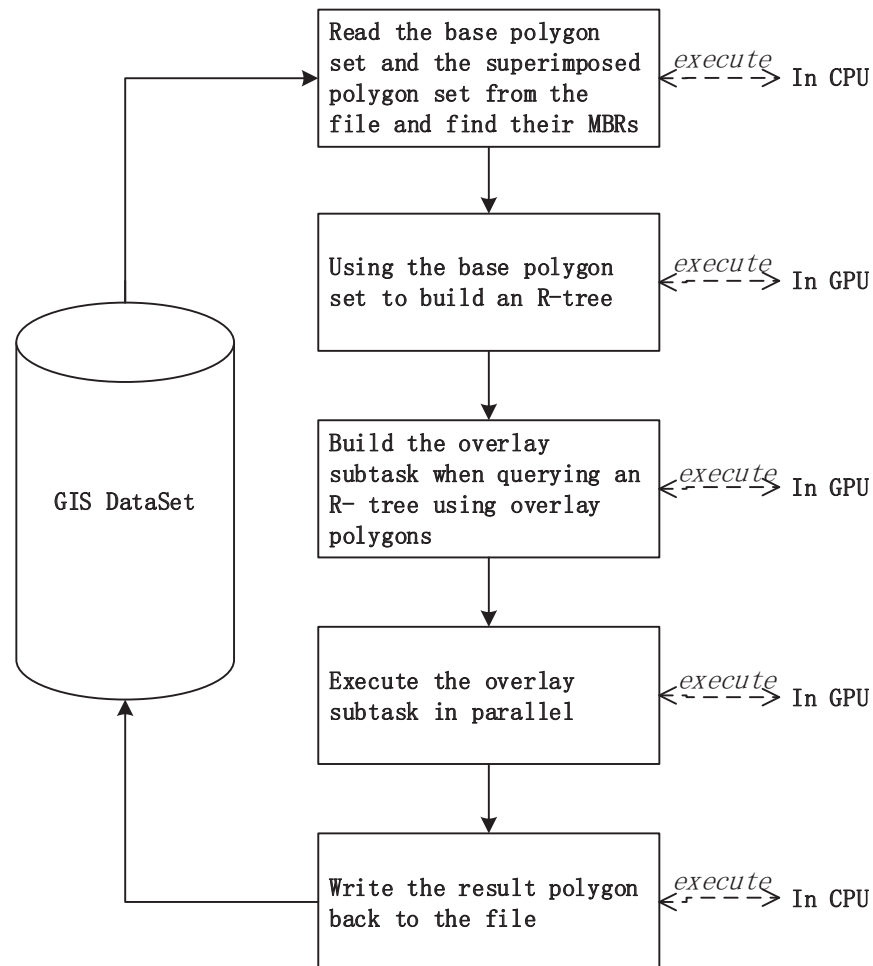 Read the base polygon
set and the superimposed
polygon set from the
file and find their MBRs
execute
In CPU
Using the base polygon
set to build an R-tree
execute
In GPU
GIS DataSet
Build the overlay
subtask when querying an
R- tree using overlay
polygons
execute
In GPU
Execute the overlay
subtask in parallel
execute
In GPU
Write the result polygon
back to the file
execute
In CPU